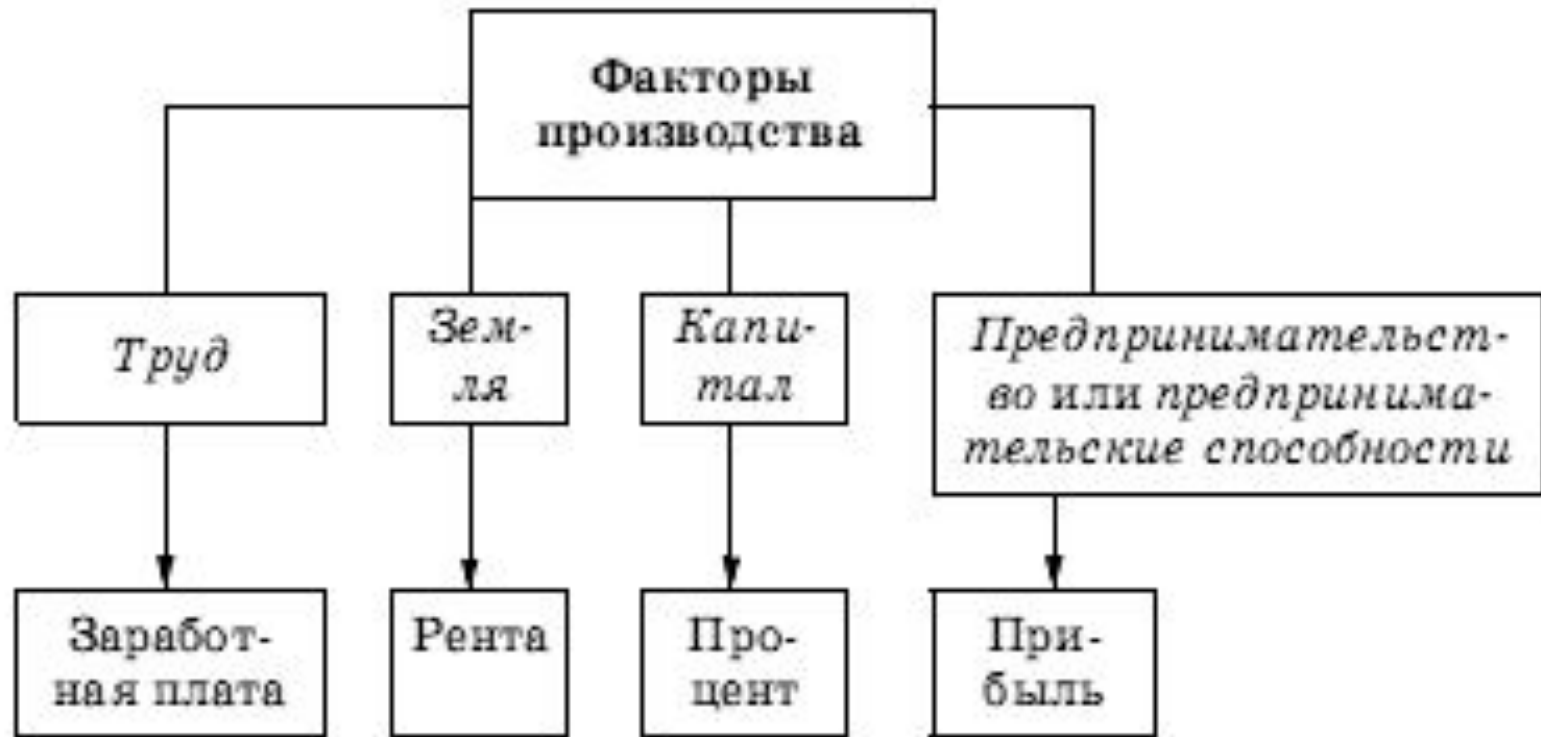 Факторы
производства
Труд
Зем-
ля
Капи-
тал
Предпринимательст-
во или предпринима-
тельские способности
Заработ-
ная плата
Рента
Про-
цент
При-
быль